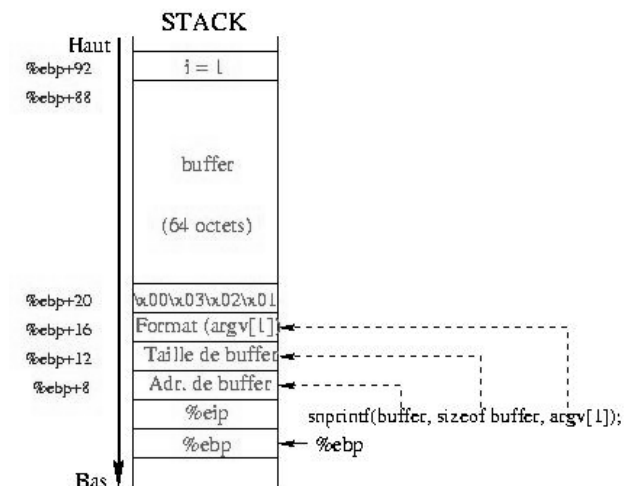 STACK
Haut
%ebp+92
i = 1
%ebp+88
buffer
(64 octets)
%ebp+20
\x00\x03\x02\x01
%ebp+16
Format (argv[1])
%ebp+12
Taille de buffer
%ebp+8
Adr. de buffer
%eip
snprintf(buffer, sizeof buffer, argv[1]);
%ebp
%ebp
Bas